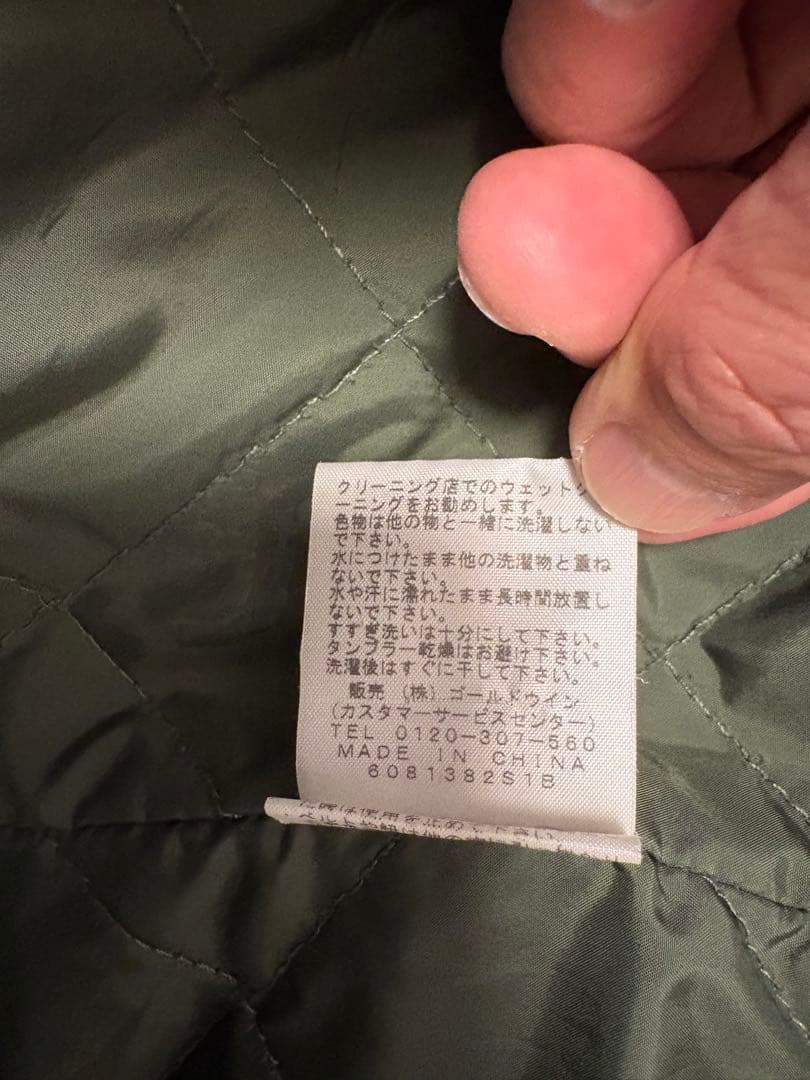 クリーニング店でのウェットク
ーニングをお勧めします。
色物は他の物と一緒に洗濯しない
で下さい。
水につけたまま他の洗濯物と重ね
ないで下さい。
水や汗に濡れたまま長時間放置し
ないで下さい。
すすぎ洗いは十分にして下さい。
タンブラー乾燥はお避け下さい。
洗濯後はすぐに干して下さい。
販売 (株) ゴールドウイン
(カスタマーサービスセンター)
TEL 0120-307-560
MADE IN CHINA
6081382S1B